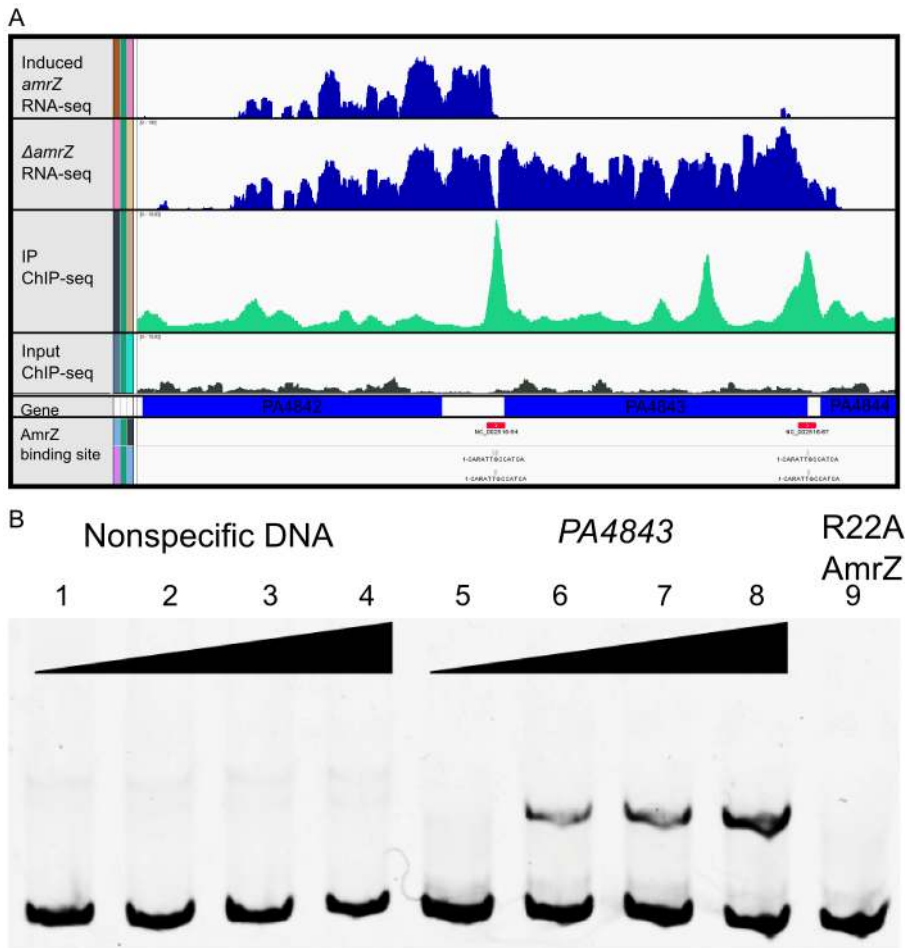 A
Induced
amrZ
RNA-seq
ΔamrZ
RNA-seq
IP
ChIP-seq
Input
ChIP-seq
Gene PA4842 PA4843 PA4844
AmrZ
binding site
B
Nonspecific DNA PA4843 R22A
AmrZ
1 2 3 4 5 6 7 8 9